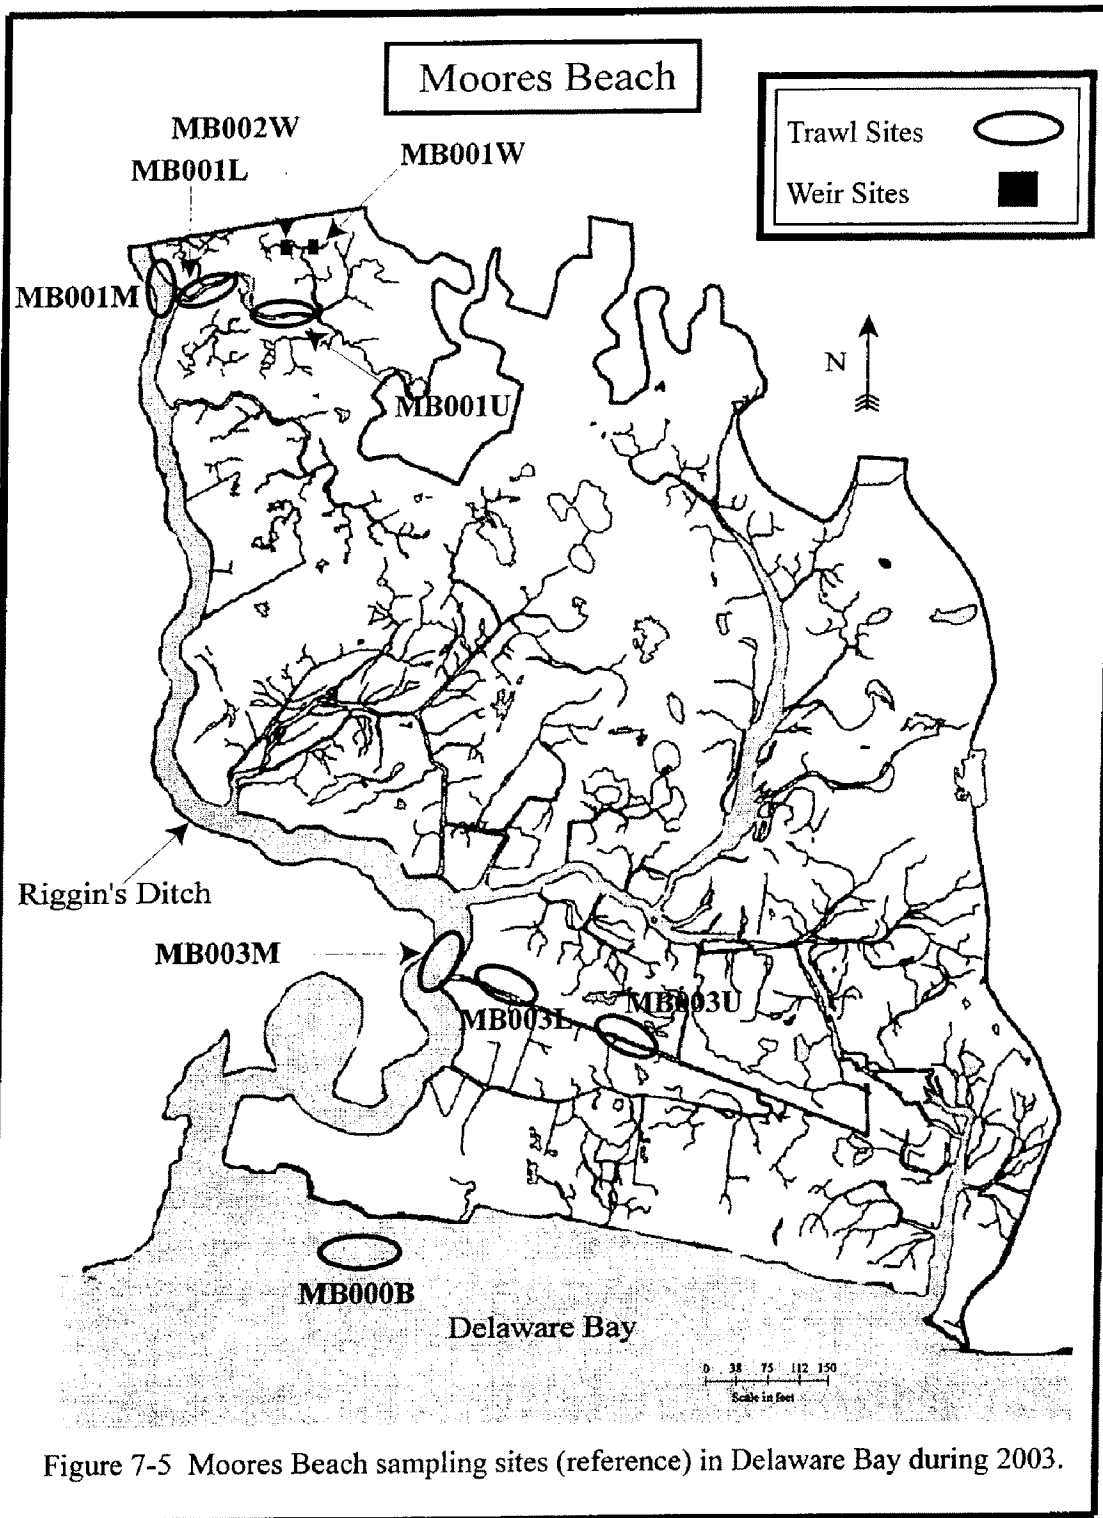 Moores Beach
Trawl Sites
Weir Sites
MB002W
MB001L
MB001W
MB001M
MB001U
N
Riggin's Ditch
MB003M
MB003L
MB003U
MB000B
Delaware Bay
0 38 75 112 150
Scale in feet
Figure 7-5 Moores Beach sampling sites (reference) in Delaware Bay during 2003.